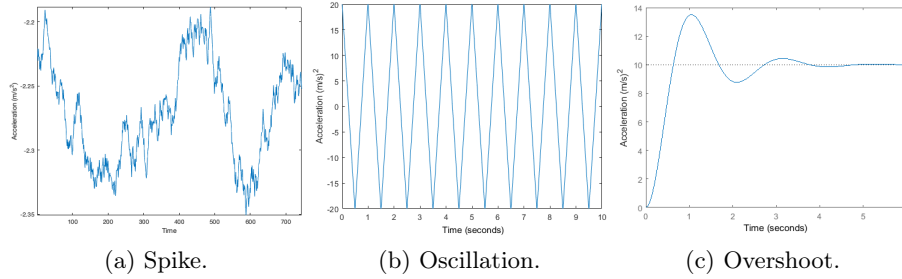 Acceleration (m/s³)
-2.2
-2.25
-2.3
-2.35
100 200 300 400 500 600 700
Time
(a) Spike.
Acceleration (m/s)²
20
15
10
5
0
-5
-10
-15
-20
0 1 2 3 4 5 6 7 8 9 10
Time (seconds)
(b) Oscillation.
Acceleration (m/s)²
14
12
10
8
6
4
2
0
0 1 2 3 4 5
Time (seconds)
(c) Overshoot.